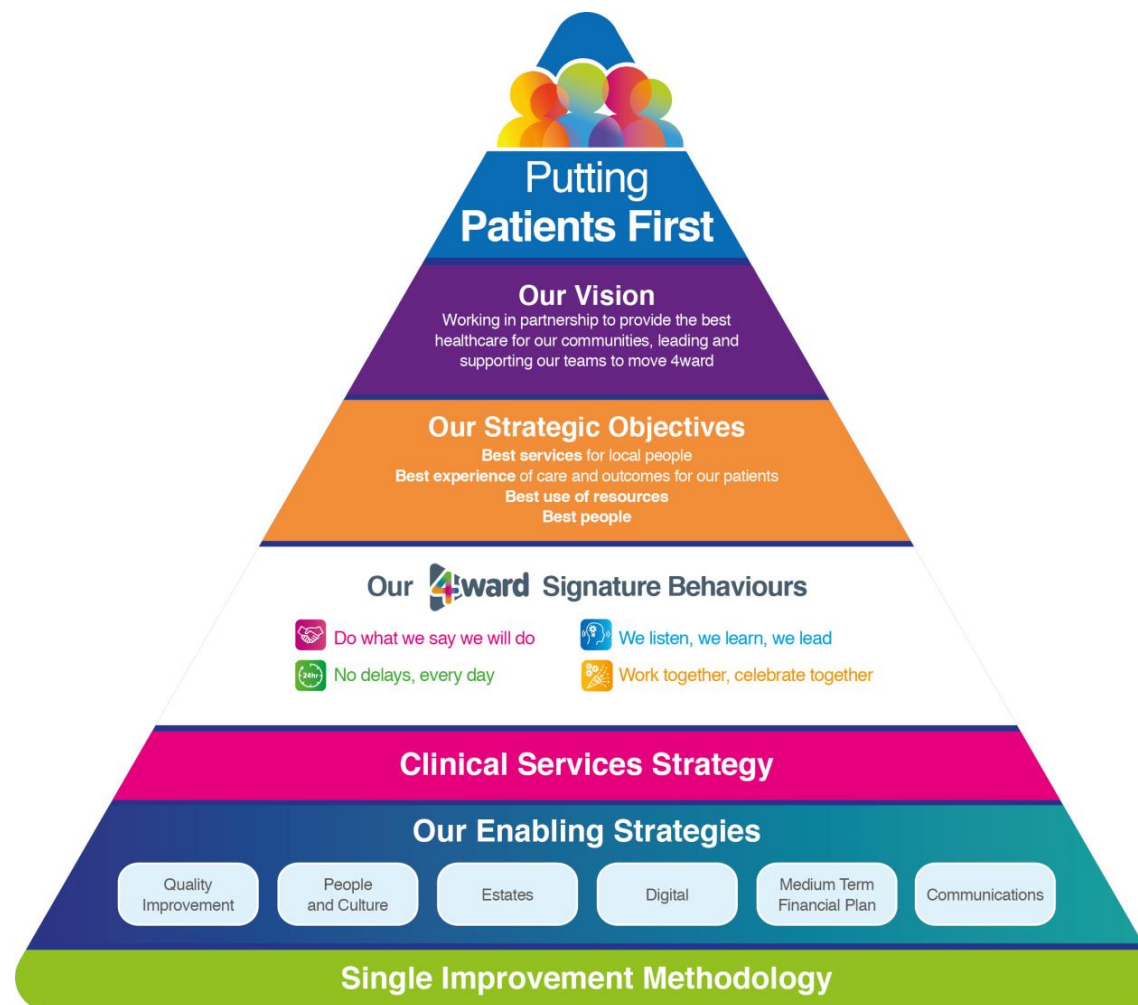 Putting
Patients First
Our Vision
Working in partnership to provide the best
healthcare for our communities, leading and
supporting our teams to move 4ward
Our Strategic Objectives
Best services for local people
Best experience of care and outcomes for our patients
Best use of resources
Best people
Our 4ward Signature Behaviours
Do what we say we will do
We listen, we learn, we lead
24hr
No delays, every day
Work together, celebrate together
Clinical Services Strategy
Our Enabling Strategies
Quality
Improvement
People
and Culture
Estates
Digital
Medium Term
Financial Plan
Communications
Single Improvement Methodology